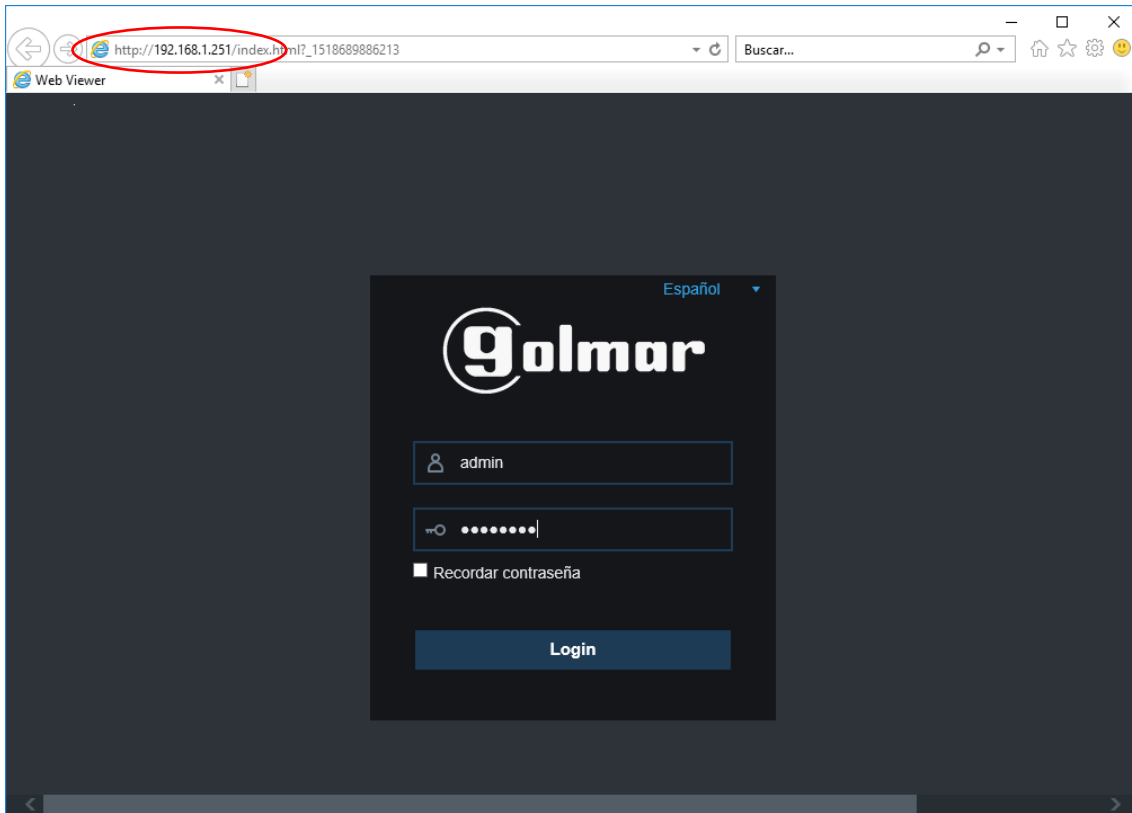 http://192.168.1.251/index.html?_1518689886213
Buscar...
Web Viewer
Español
golmar
admin
••••••••
Recordar contraseña
Login